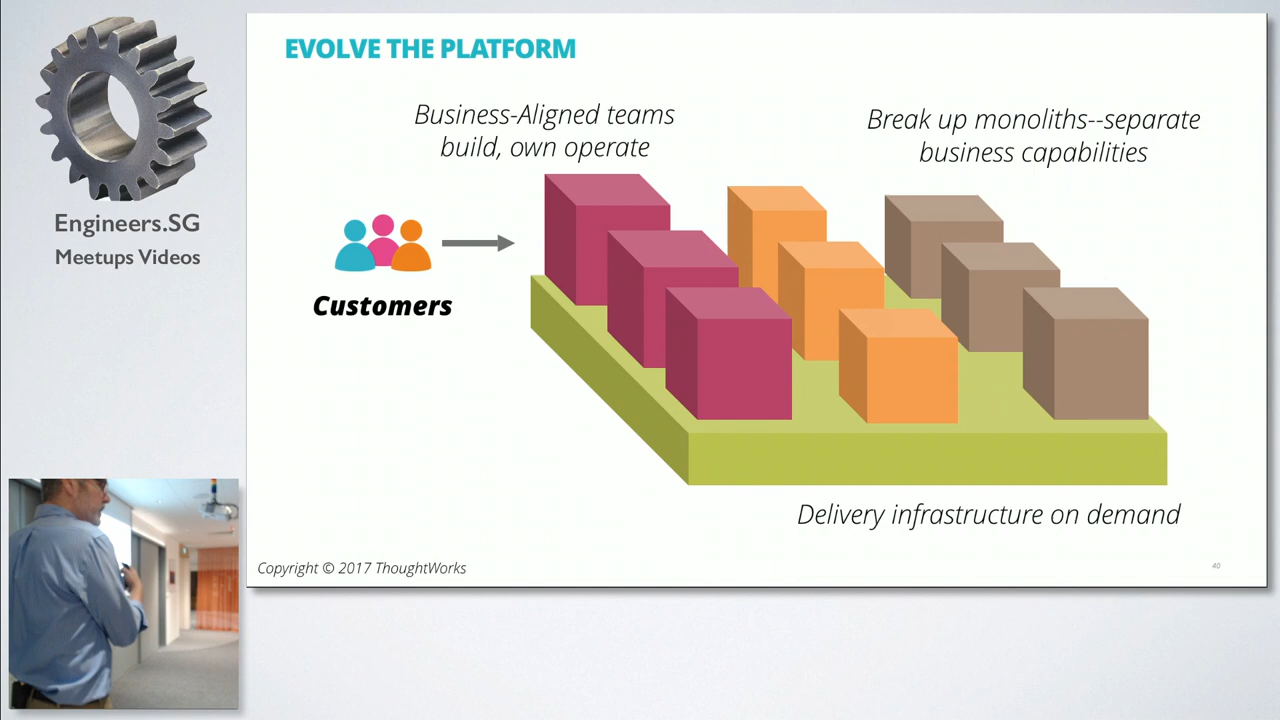 Engineers.SG
Meetups Videos
EVOLVE THE PLATFORM
Business-Aligned teams
build, own operate
Break up monoliths--separate
business capabilities
Customers
Delivery infrastructure on demand
Copyright © 2017 ThoughtWorks
40